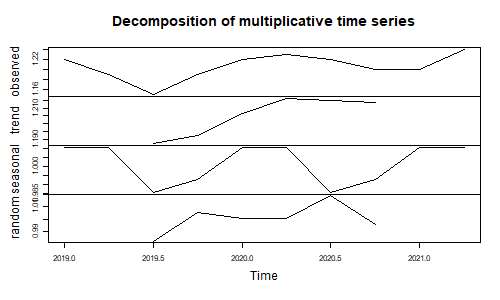 Decomposition of multiplicative time series
observed
1.22
1.16
trend
1.210
1.190
seasonal
1.000
0.985
random
0.99
2019.0 2019.5 2020.0 2020.5 2021.0
Time